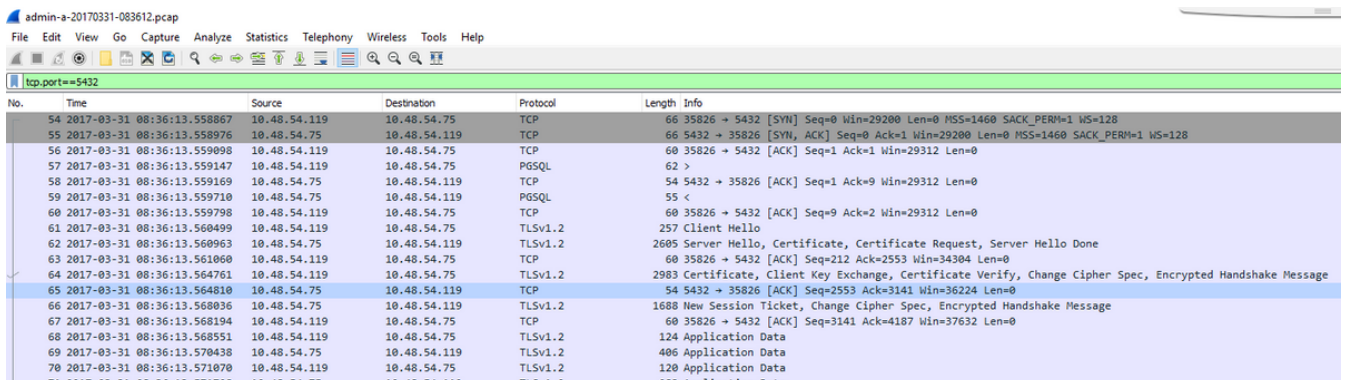 admin-a-20170331-083612.pcap
File Edit View Go Capture Analyze Statistics Telephony Wireless Tools Help
tcp.port==5432
No. Time Source Destination Protocol Length Info
54 2017-03-31 08:36:13.558867 10.48.54.119 10.48.54.75 TCP 66 35826 → 5432 [SYN] Seq=0 Win=29200 Len=0 MSS=1460 SACK_PERM=1 WS=128
55 2017-03-31 08:36:13.558976 10.48.54.75 10.48.54.119 TCP 66 5432 → 35826 [SYN, ACK] Seq=0 Ack=1 Win=29200 Len=0 MSS=1460 SACK_PERM=1 WS=128
56 2017-03-31 08:36:13.559098 10.48.54.119 10.48.54.75 TCP 60 35826 → 5432 [ACK] Seq=1 Ack=1 Win=29312 Len=0
57 2017-03-31 08:36:13.559147 10.48.54.119 10.48.54.75 PGSQL 62 >
58 2017-03-31 08:36:13.559169 10.48.54.75 10.48.54.119 TCP 54 5432 → 35826 [ACK] Seq=1 Ack=9 Win=29312 Len=0
59 2017-03-31 08:36:13.559710 10.48.54.75 10.48.54.119 PGSQL 55 <
60 2017-03-31 08:36:13.559798 10.48.54.119 10.48.54.75 TCP 60 35826 → 5432 [ACK] Seq=9 Ack=2 Win=29312 Len=0
61 2017-03-31 08:36:13.560499 10.48.54.119 10.48.54.75 TLSv1.2 257 Client Hello
62 2017-03-31 08:36:13.560963 10.48.54.75 10.48.54.119 TLSv1.2 2605 Server Hello, Certificate, Certificate Request, Server Hello Done
63 2017-03-31 08:36:13.561060 10.48.54.119 10.48.54.75 TCP 60 35826 → 5432 [ACK] Seq=212 Ack=2553 Win=34304 Len=0
64 2017-03-31 08:36:13.564761 10.48.54.119 10.48.54.75 TLSv1.2 2983 Certificate, Client Key Exchange, Certificate Verify, Change Cipher Spec, Encrypted Handshake Message
65 2017-03-31 08:36:13.564810 10.48.54.75 10.48.54.119 TCP 54 5432 → 35826 [ACK] Seq=2553 Ack=3141 Win=36224 Len=0
66 2017-03-31 08:36:13.568036 10.48.54.75 10.48.54.119 TLSv1.2 1688 New Session Ticket, Change Cipher Spec, Encrypted Handshake Message
67 2017-03-31 08:36:13.568194 10.48.54.119 10.48.54.75 TCP 60 35826 → 5432 [ACK] Seq=3141 Ack=4187 Win=37632 Len=0
68 2017-03-31 08:36:13.568551 10.48.54.119 10.48.54.75 TLSv1.2 124 Application Data
69 2017-03-31 08:36:13.570438 10.48.54.75 10.48.54.119 TLSv1.2 406 Application Data
70 2017-03-31 08:36:13.571070 10.48.54.119 10.48.54.75 TLSv1.2 120 Application Data